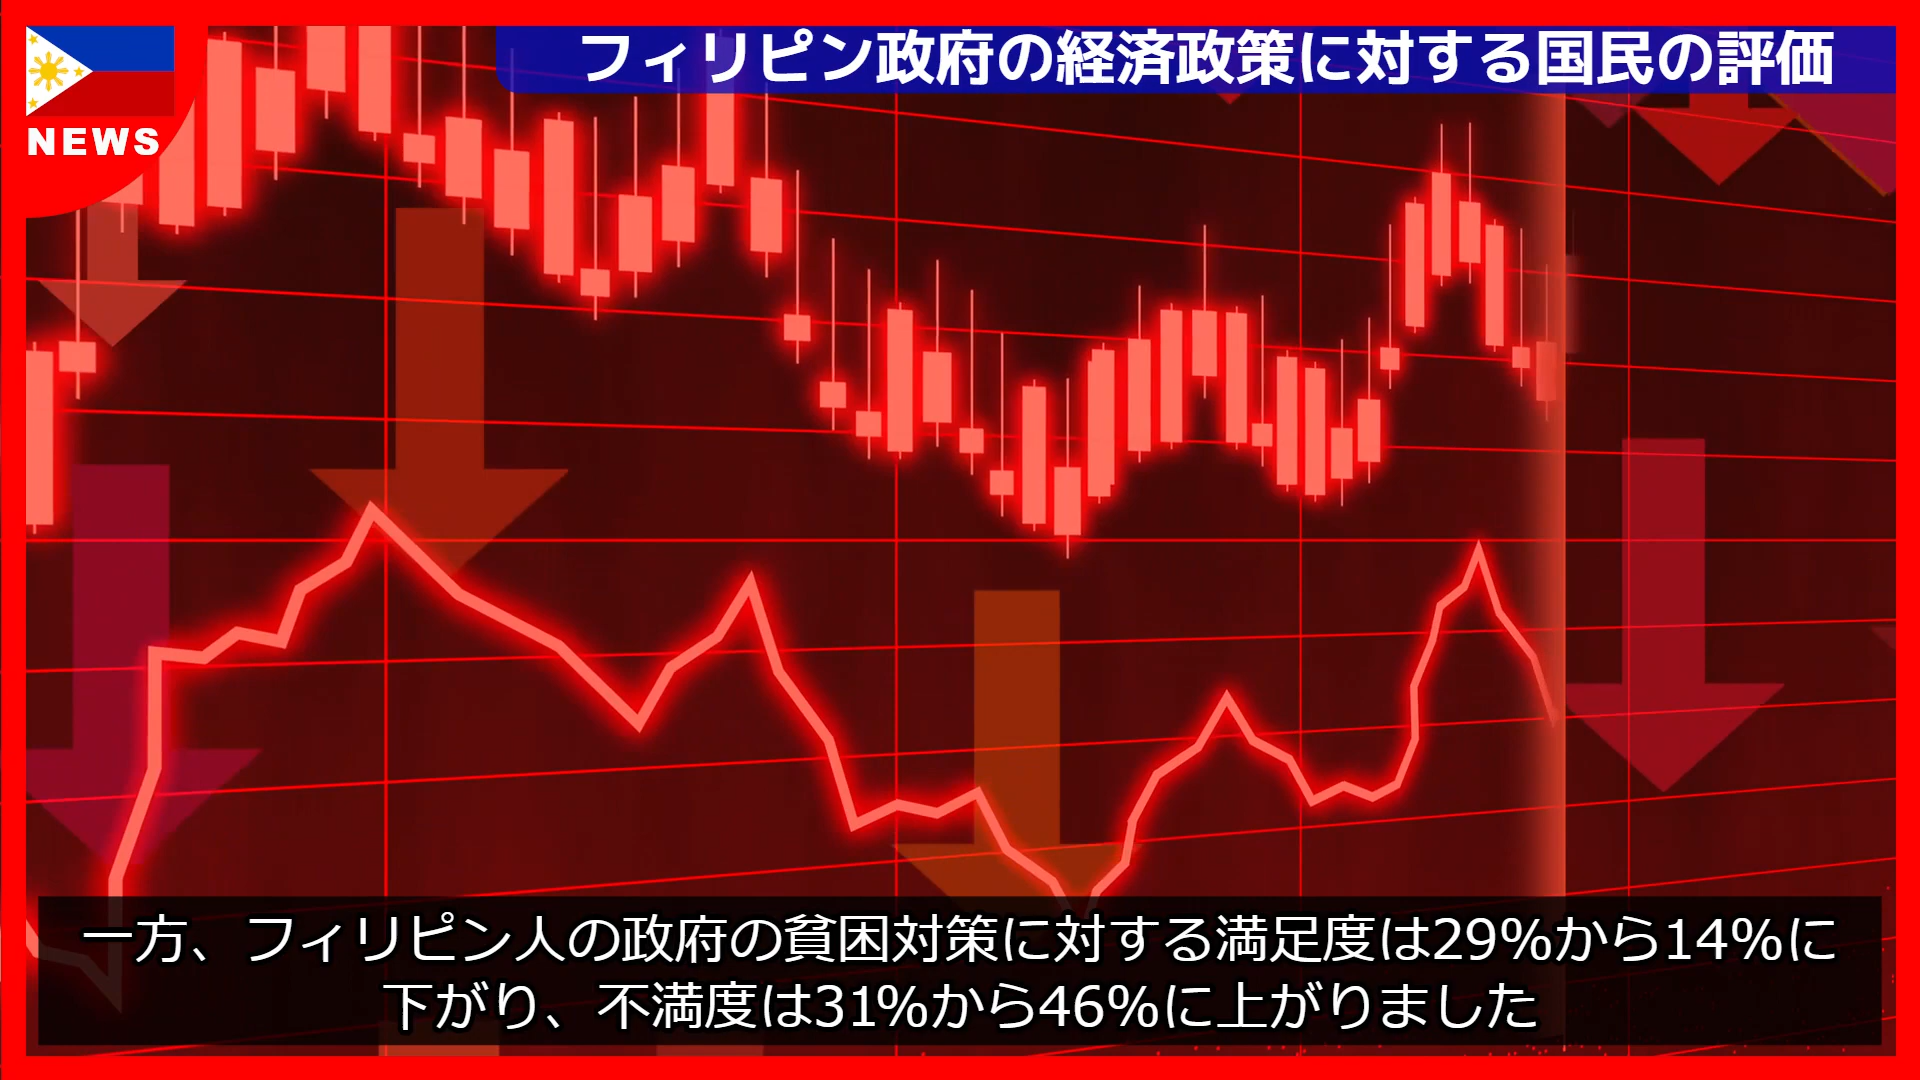 フィリピン政府の経済政策に対する国民の評価
NEWS
一方、フィリピン人の政府の貧困対策に対する満足度は29%から14%に
下がり、不満度は31%から46%に上がりました